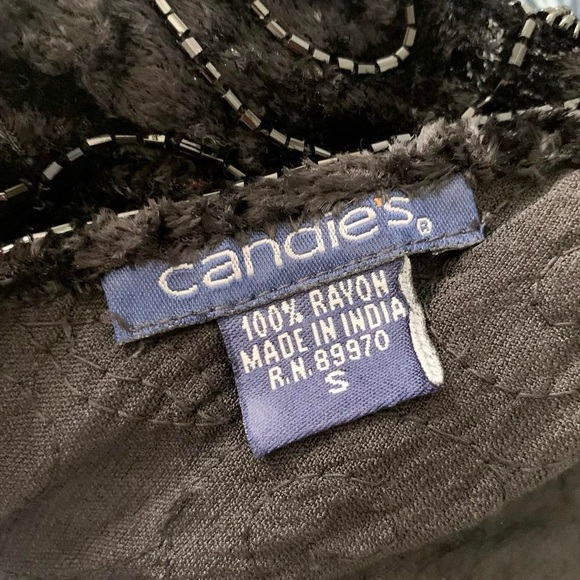 candie's®
100% RAYON
MADE IN INDIA
R.N. 89970
S